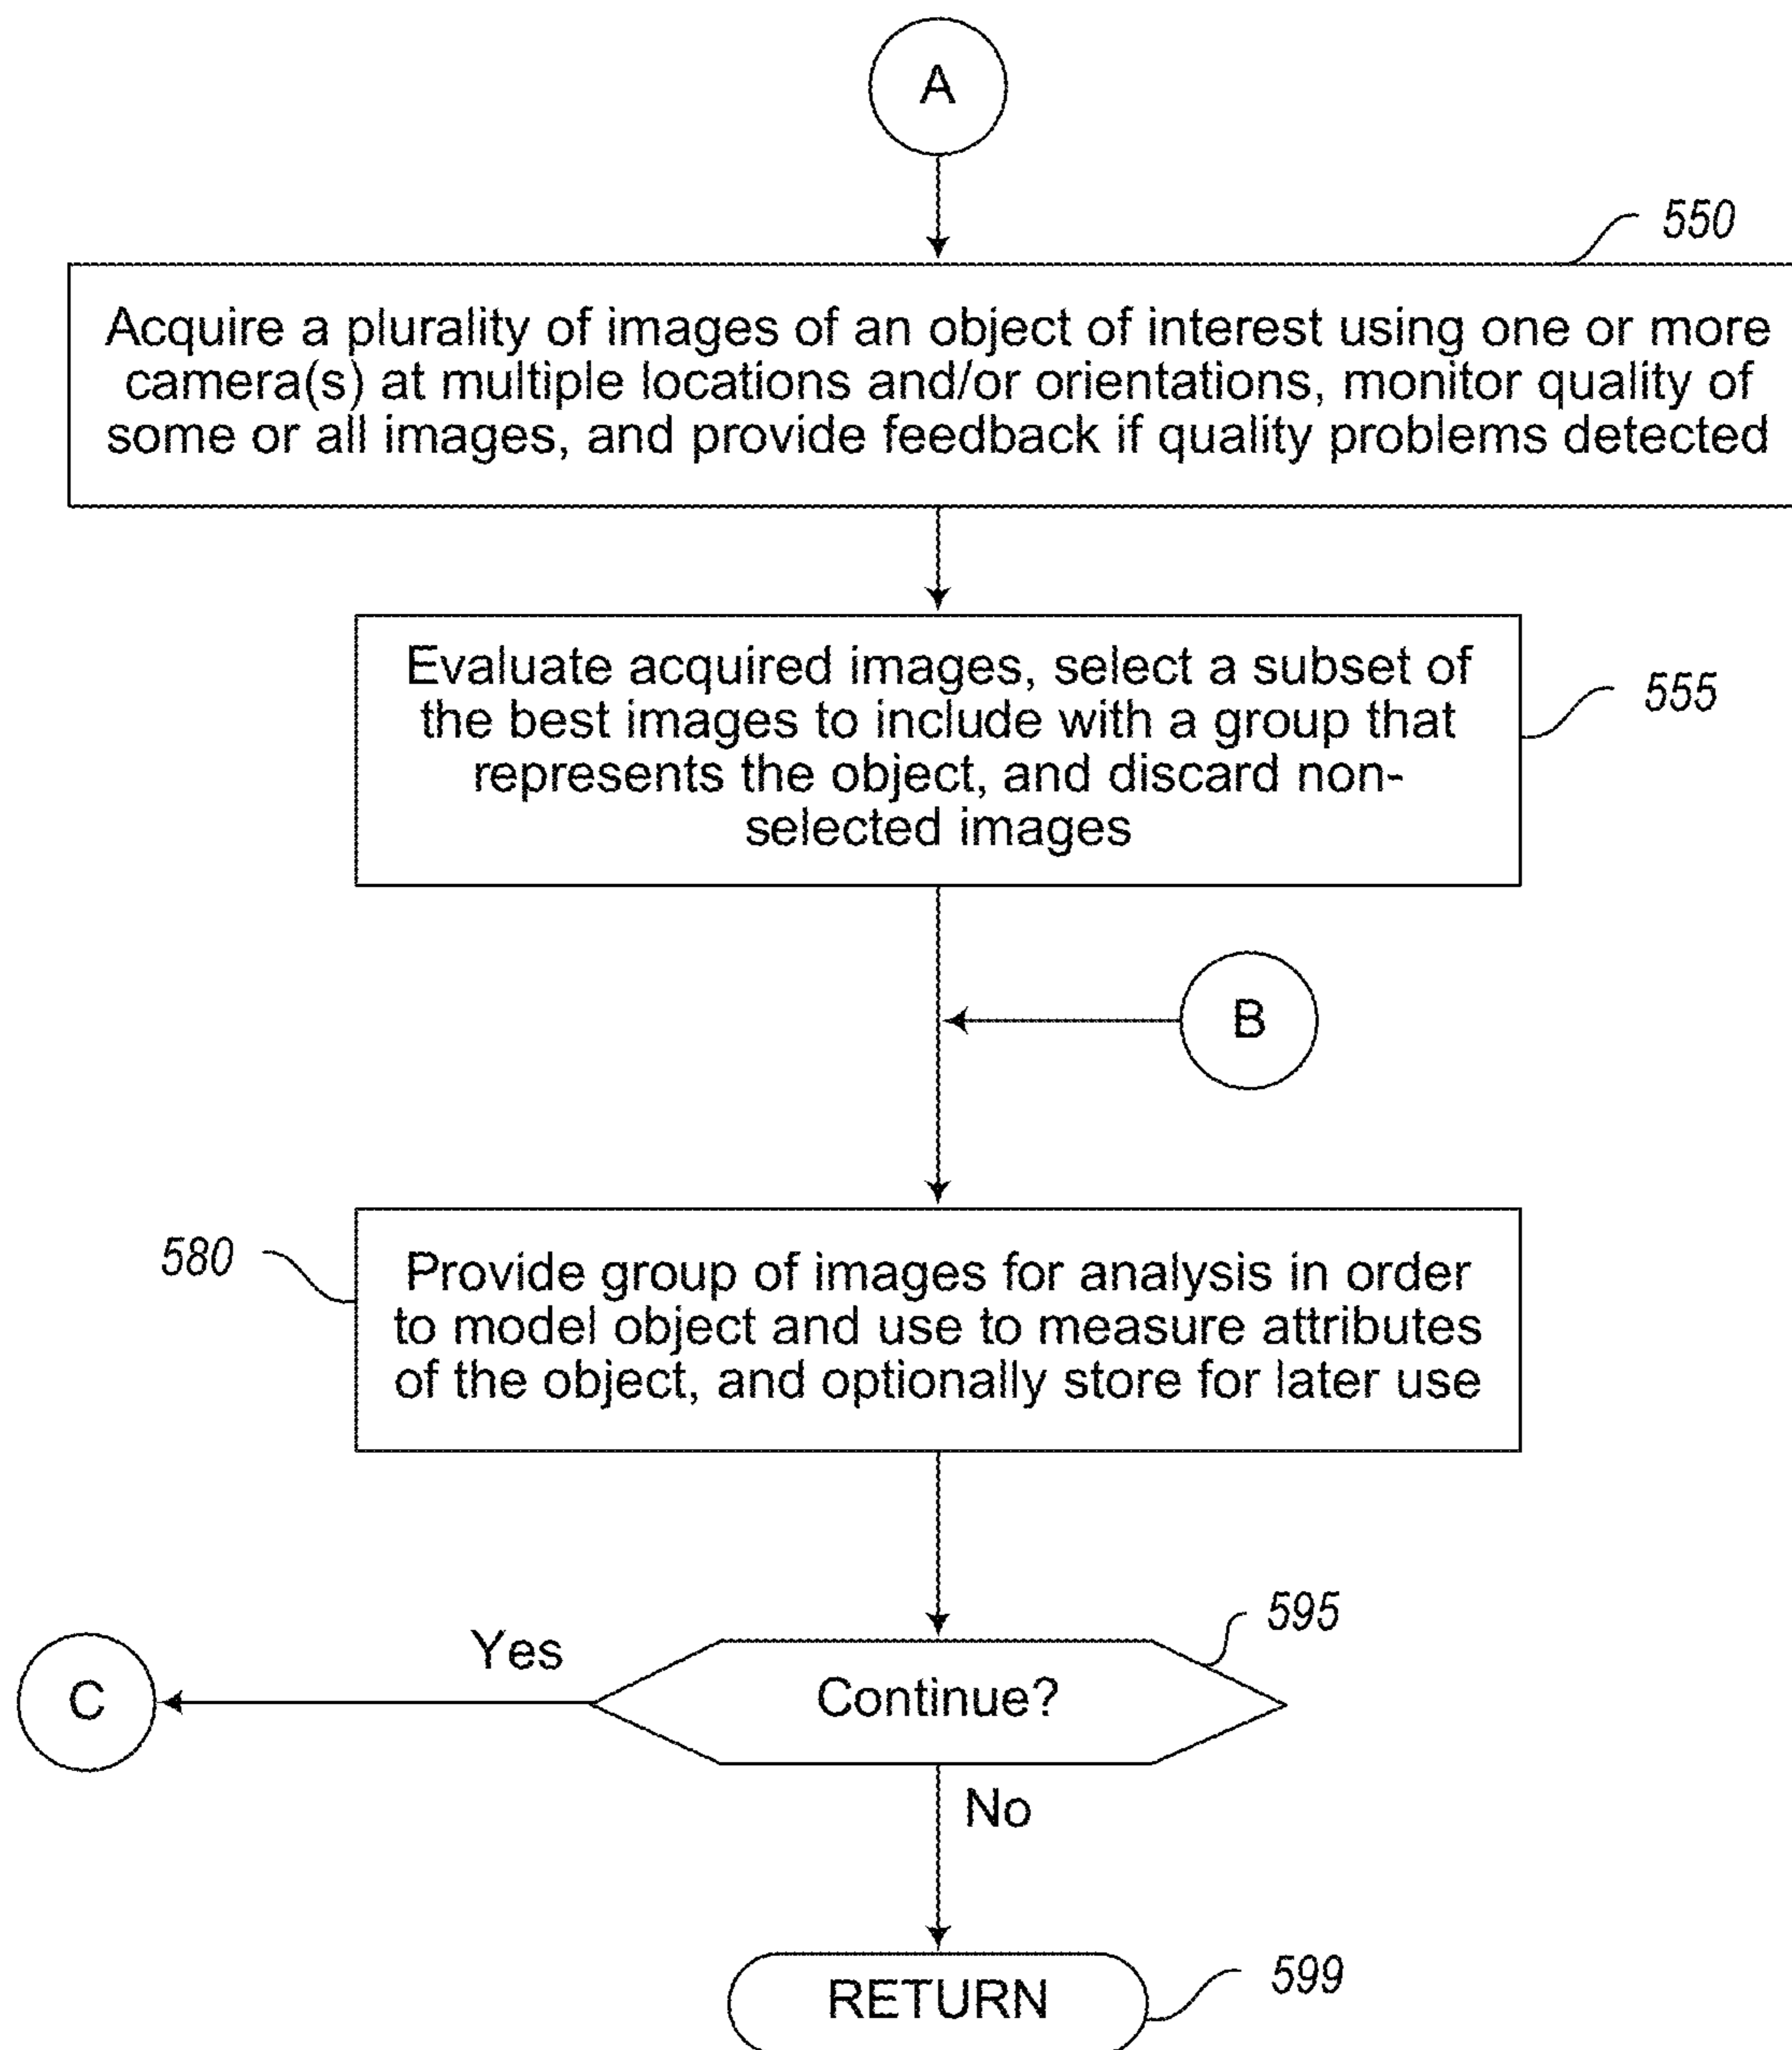 A
550
Acquire a plurality of images of an object of interest using one or more
camera(s) at multiple locations and/or orientations, monitor quality of
some or all images, and provide feedback if quality problems detected
Evaluate acquired images, select a subset of
the best images to include with a group that
represents the object, and discard non-
selected images
555
B
580
Provide group of images for analysis in order
to model object and use to measure attributes
of the object, and optionally store for later use
595
Yes
C
Continue?
No
RETURN
599